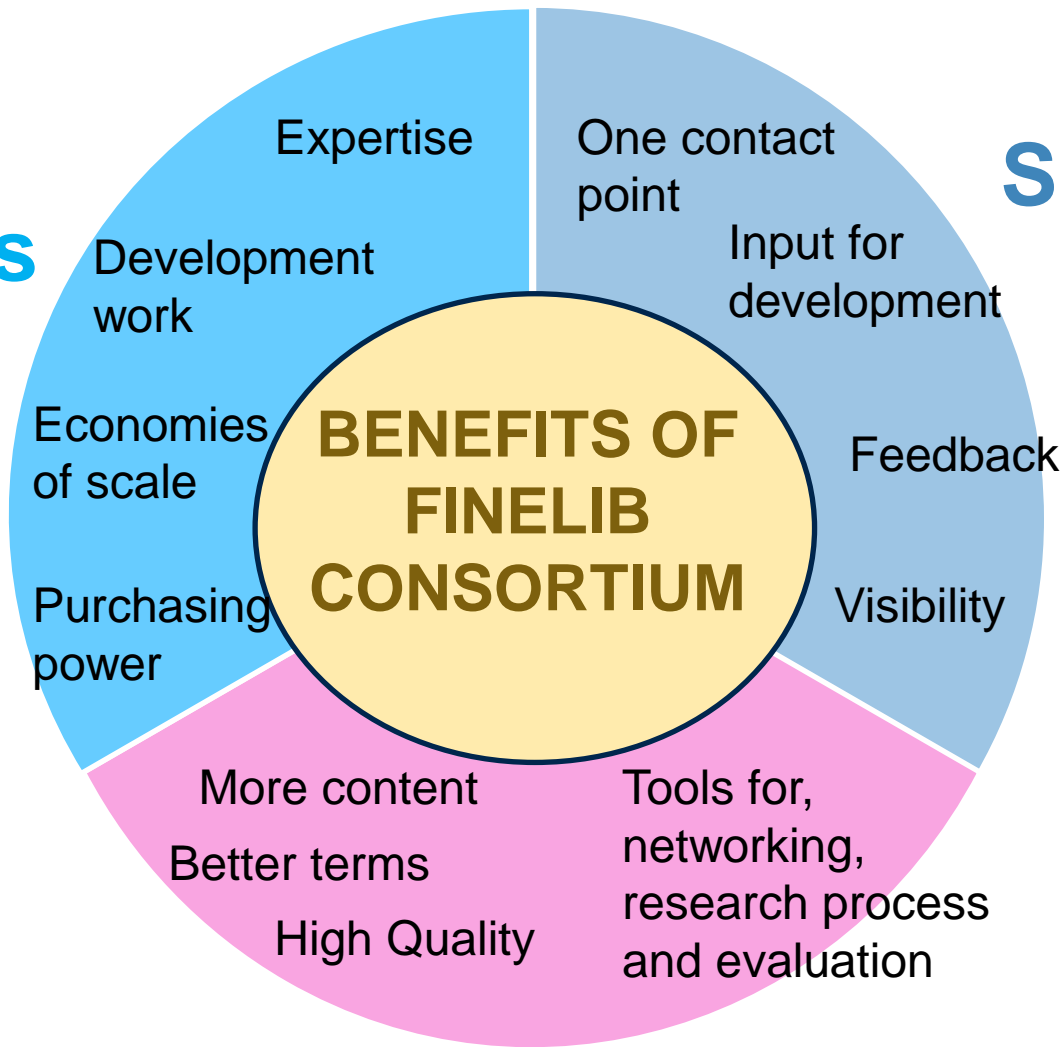 Expertise
Development
work
Economies
of scale
Purchasing
power
s
One contact
point
Input for
development
Feedback
Visibility
S
BENEFITS OF
FINELIB
CONSORTIUM
More content
Better terms
High Quality
Tools for,
networking,
research process
and evaluation